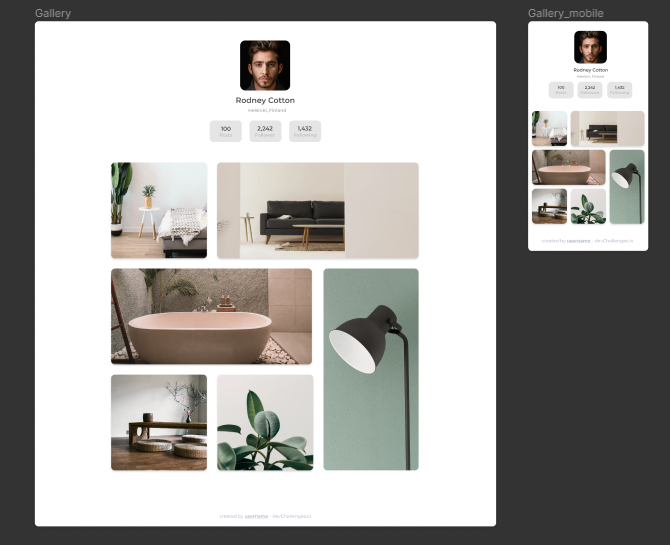 Gallery
Rodney Cotton
Helsinki, Finland
100
Posts
2,242
Followers
1,432
Following
created by username - devChallenges.io
Gallery_mobile
Rodney Cotton
Helsinki, Finland
100
Posts
2,242
Followers
1,432
Following
created by username - devChallenges.io